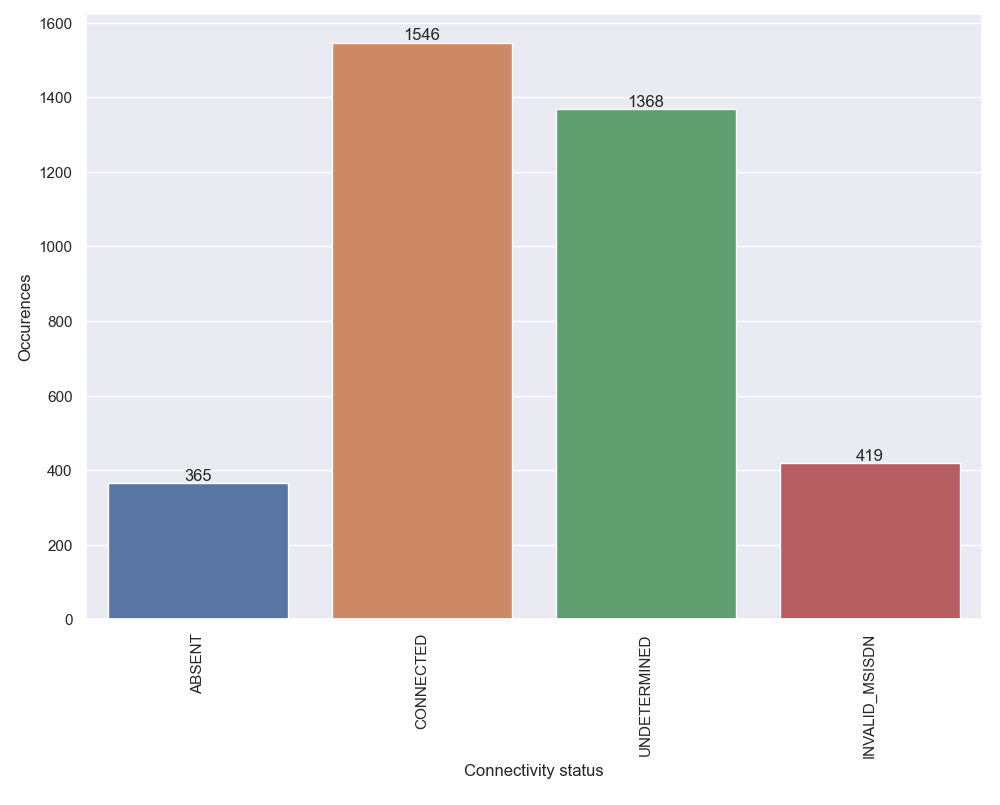 1600
1400
1200
1000
800
600
400
200
0
Occurences
365
1546
1368
419
ABSENT
CONNECTED
UNDETERMINED
INVALID_MSISDN
Connectivity status